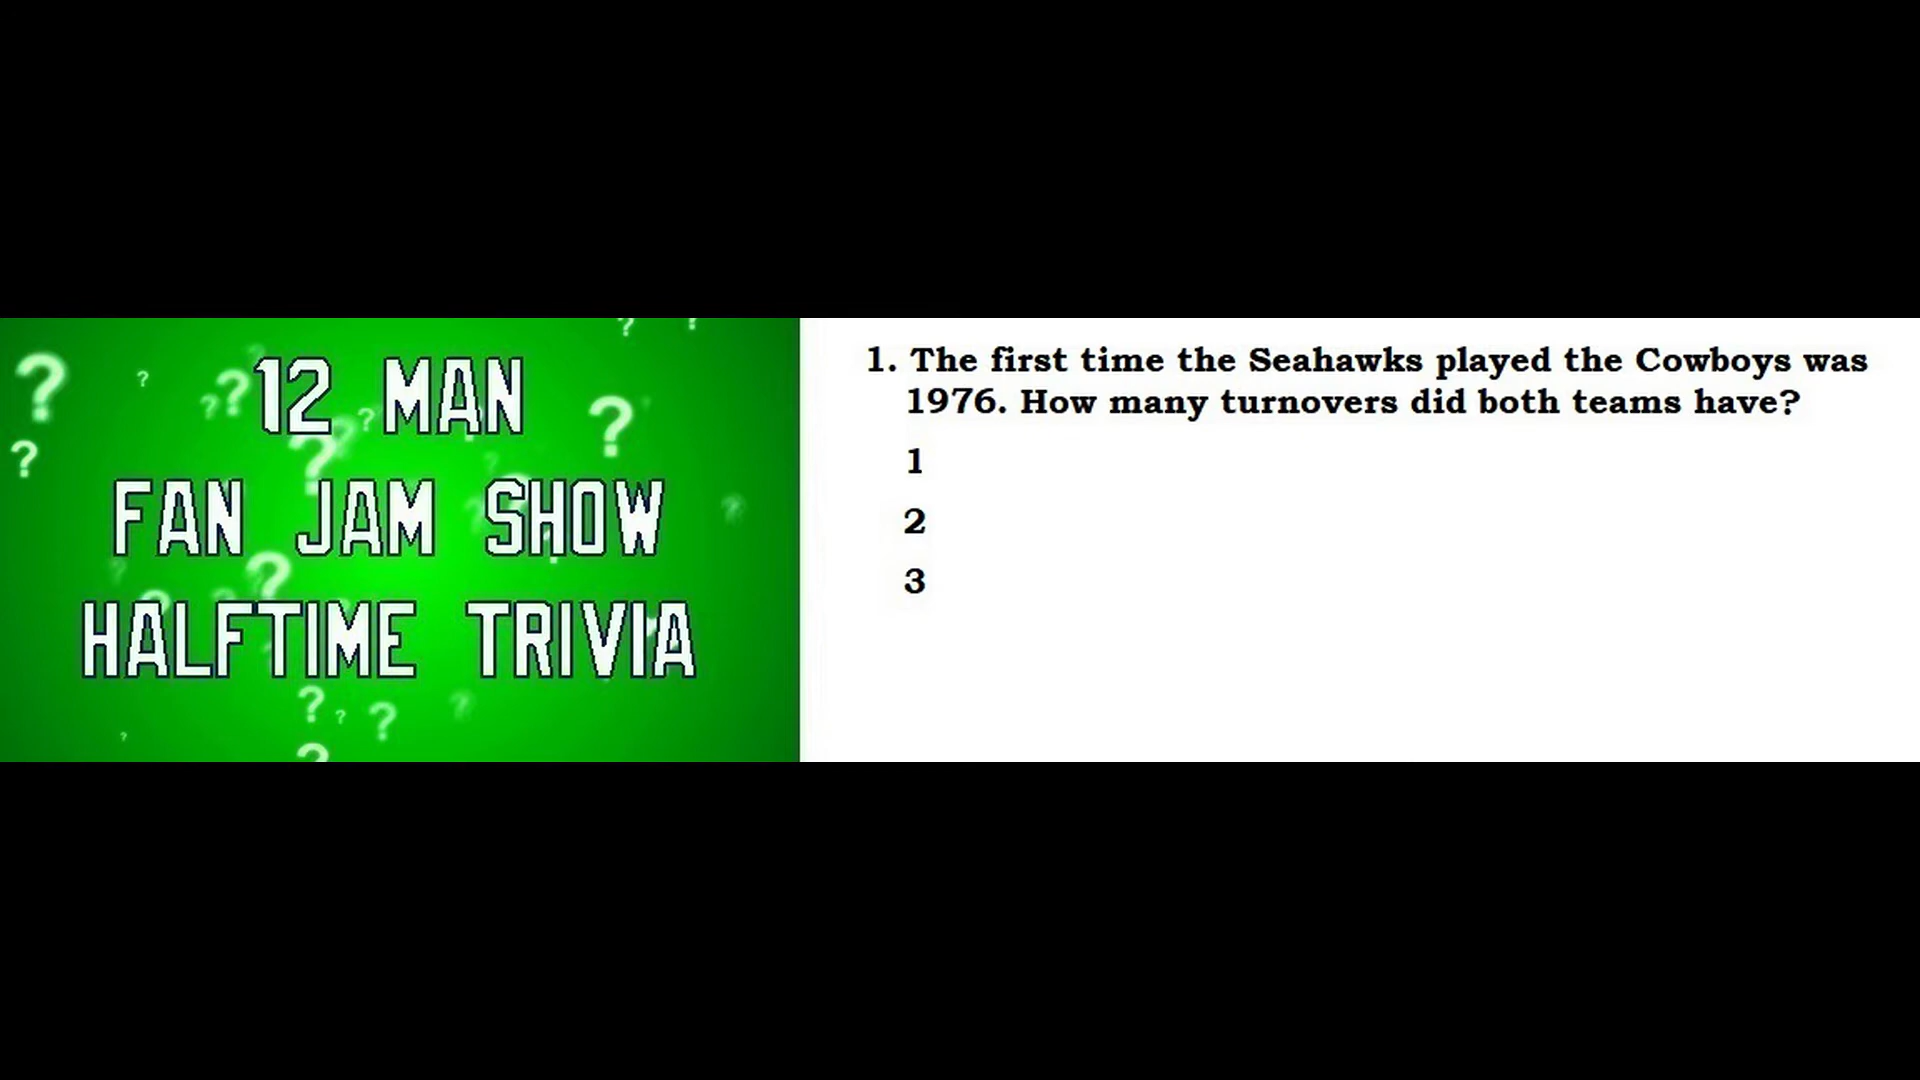 12 MAN
FAN JAM SHOW
HALFTIME TRIVIA
1. The first time the Seahawks played the Cowboys was
1976. How many turnovers did both teams have?
1
2
3